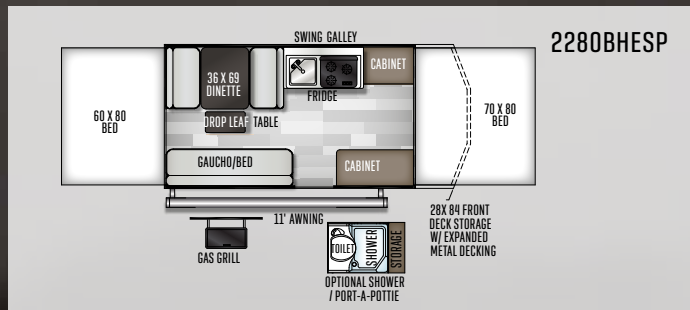 SWING GALLEY
2280BHESP
CABINET
36 X 69
DINETTE
FRIDGE
60 X 80
BED
DROP LEAF TABLE
70 X 80
BED
GAUCHO/BED
CABINET
11' AWNING
28X 84 FRONT
DECK STORAGE
W/ EXPANDED
METAL DECKING
GAS GRILL
TOILET
SHOWER
STORAGE
OPTIONAL SHOWER
/ PORT-A-POTTIE